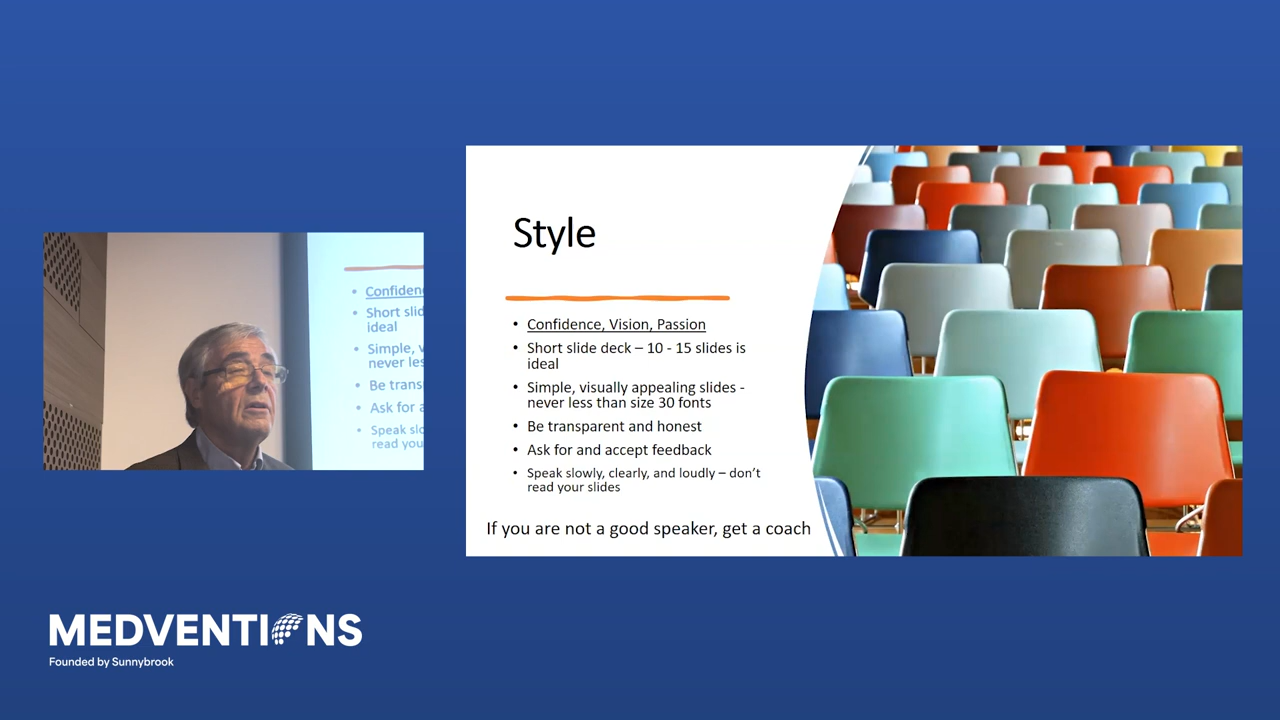 Style
• Confidence, Vision, Passion
• Short slide deck – 10 - 15 slides is
ideal
• Simple, visually appealing slides -
never less than size 30 fonts
• Be transparent and honest
• Ask for and accept feedback
• Speak slowly, clearly, and loudly – don't
read your slides
If you are not a good speaker, get a coach
• Confiden
• Short slid
ideal
• Simple, v
never les
• Be trans
• Ask for a
• Speak slo
read you
MEDVENTIONS
Founded by Sunnybrook